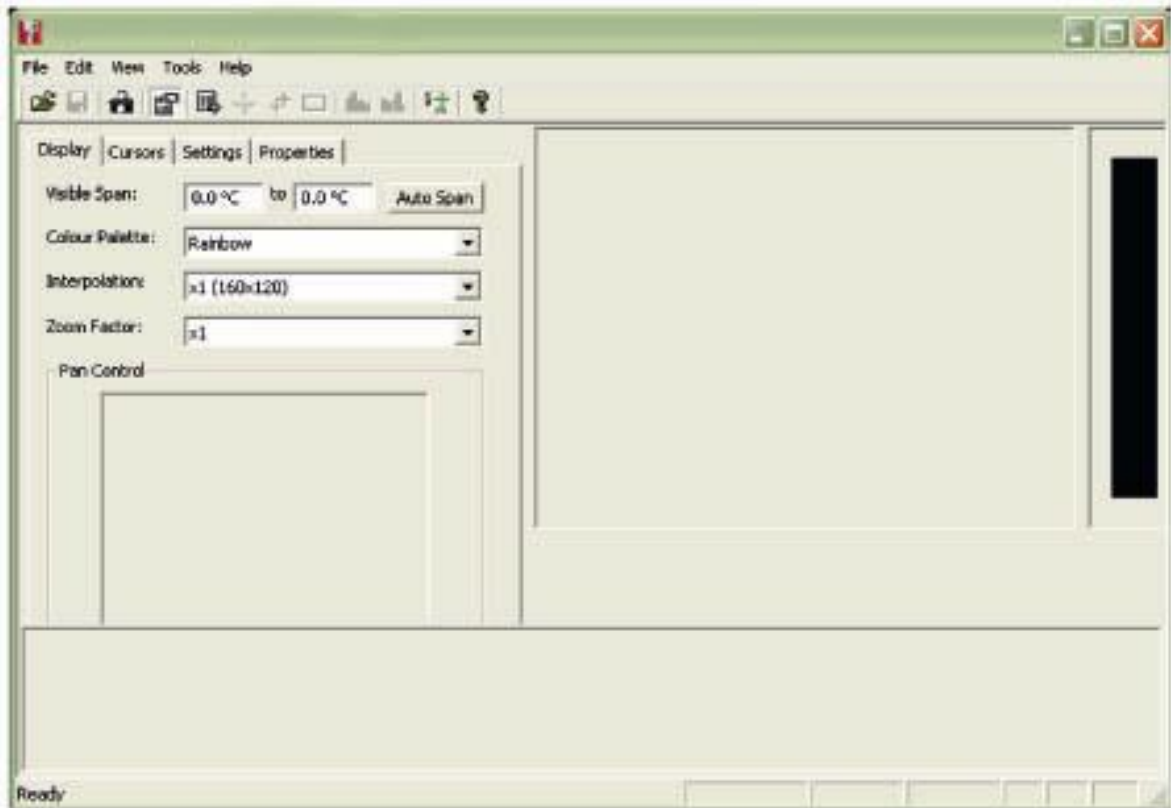 File Edit View Tools Help
Display Cursors Settings Properties
Visible Span: 0.0 °C to 0.0 °C Auto Span
Colour Palette: Rainbow
Interpolation: x1 (160x120)
Zoom Factor: x1
Pan Control
Ready